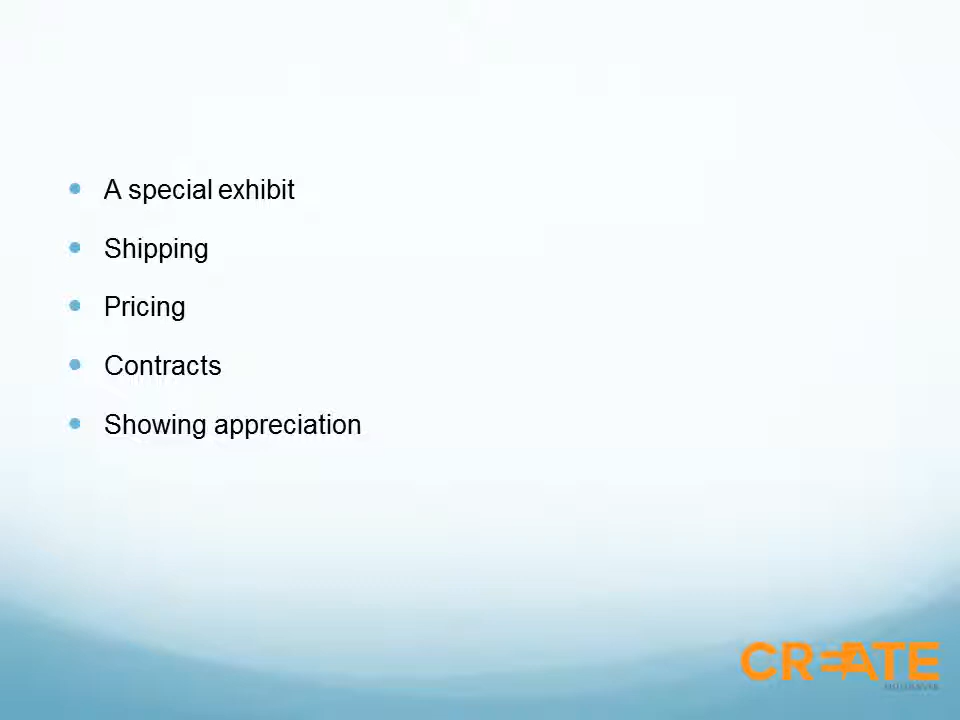 A special exhibit
Shipping
Pricing
Contracts
Showing appreciation
CREATE